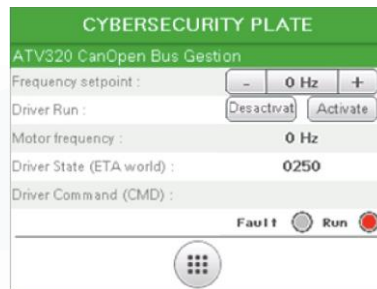 CYBERSECURITY PLATE
ATV320 CanOpen Bus Gestion
Frequency setpoint : - 0 Hz +
Driver Run : Desactivat Activate
Motor frequency : 0 Hz
Driver State (ETA world) : 0250
Driver Command (CMD) :
Fault Run